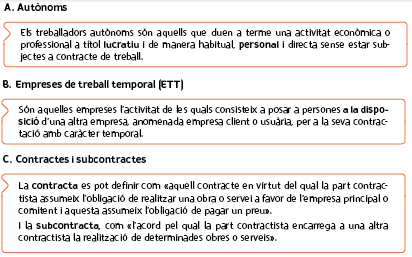 A. Autònoms
Els treballadors autònoms són aquells que duen a terme una activitat econòmica o
professional a títol lucratiu i de manera habitual, personal i directa sense estar sub-
jectes a contracte de treball.
B. Empreses de treball temporal (ETT)
Són aquelles empreses l'activitat de les quals consisteix a posar a persones a la dispo-
sició d'una altra empresa, anomenada empresa client o usuària, per a la seva contrac-
tació amb caràcter temporal.
C. Contractes i subcontractes
La contracta es pot definir com «aquell contracte en virtut del qual la part contrac-
tista assumeix l'obligació de realitzar una obra o servei a favor de l'empresa principal o
comitent i aquesta assumeix l'obligació de pagar un preu».
I la subcontracta, com «l'acord pel qual la part contractista encarrega a una altra
contractista la realització de determinades obres o serveis».